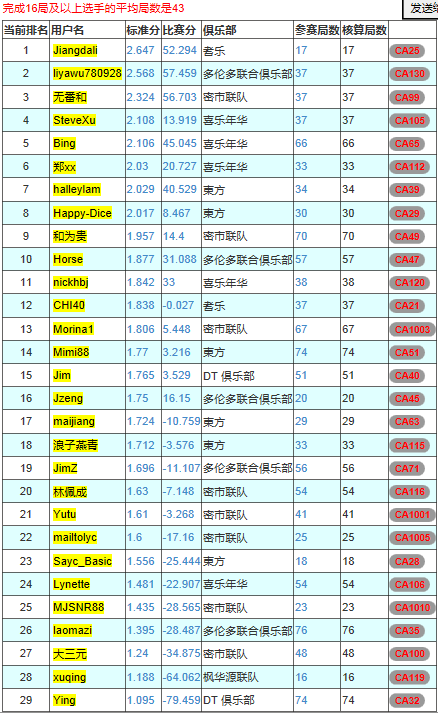 完成16局及以上选手的平均局数是43
当前排名 用户名 标准分 比赛分 俱乐部 参赛局数 核算局数
1 Jiangdali 2.647 52.294 老乐 17 17 CA25
2 liyawu780928 2.568 57.459 多伦多联合俱乐部 37 37 CA130
3 无番和 2.324 56.703 密市联队 37 37 CA99
4 SteveXu 2.108 13.919 喜乐年华 37 37 CA105
5 Bing 2.106 45.045 喜乐年华 66 66 CA65
6 郑xx 2.03 20.727 喜乐年华 33 33 CA112
7 halleylam 2.029 40.529 東方 34 34 CA39
8 Happy-Dice 2.017 8.467 東方 30 30 CA29
9 和为贵 1.957 14.4 密市联队 70 70 CA49
10 Horse 1.877 31.088 多伦多联合俱乐部 57 57 CA47
11 nickhbj 1.842 33 喜乐年华 38 38 CA120
12 CHI40 1.838 -0.027 老乐 37 37 CA21
13 Morina1 1.806 5.448 密市联队 67 67 CA1003
14 Mimi88 1.77 3.216 東方 74 74 CA51
15 Jim 1.765 3.529 DT 俱乐部 51 51 CA40
16 Jzeng 1.75 16.15 多伦多联合俱乐部 20 20 CA45
17 maijiang 1.724 -10.759 東方 29 29 CA63
18 浪子燕青 1.712 -3.576 東方 33 33 CA115
19 JimZ 1.696 -11.107 多伦多联合俱乐部 56 56 CA71
20 林佩成 1.63 -7.148 密市联队 54 54 CA116
21 Yutu 1.61 -3.268 密市联队 41 41 CA1001
22 mailtolyc 1.6 -17.16 密市联队 25 25 CA1005
23 Sayc_Basic 1.556 -25.444 東方 18 18 CA28
24 Lynette 1.481 -22.907 喜乐年华 54 54 CA106
25 MJSNR88 1.435 -28.565 密市联队 23 23 CA1010
26 laomazi 1.395 -28.487 多伦多联合俱乐部 76 76 CA35
27 大三元 1.24 -34.875 密市联队 48 48 CA100
28 xuqing 1.188 -64.062 枫华源联队 16 16 CA119
29 Ying 1.095 -79.459 DT 俱乐部 74 74 CA32